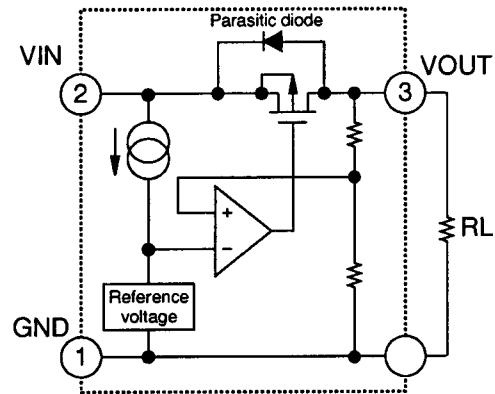 Parasitic diode
VIN
VOUT
2
3
+
−
RL
Reference
voltage
GND
1